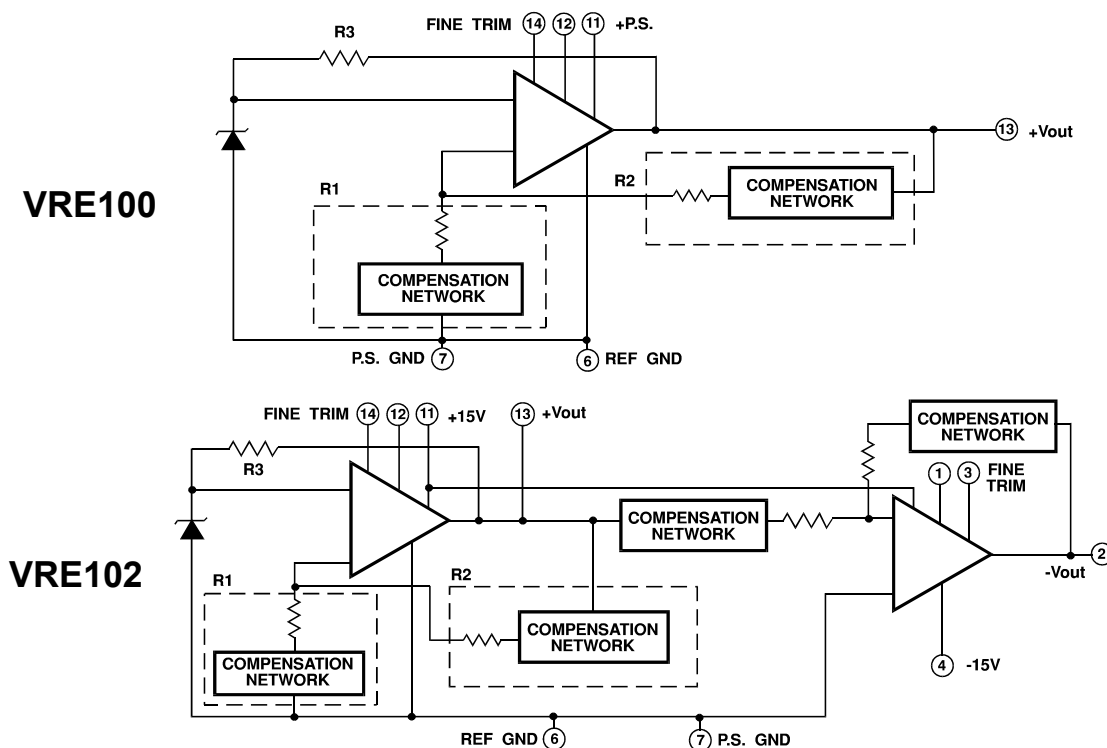 FINE TRIM 14 12 11 +P.S.
R3
13 +Vout
VRE100
R1
R2
COMPENSATION
NETWORK
COMPENSATION
NETWORK
P.S. GND 7
6 REF GND
FINE TRIM 14 12 11 +15V 13 +Vout
R3
COMPENSATION
NETWORK
1 3 FINE
TRIM
COMPENSATION
NETWORK
VRE102
2
-Vout
R1
R2
COMPENSATION
NETWORK
COMPENSATION
NETWORK
4 -15V
REF GND 6
7 P.S. GND